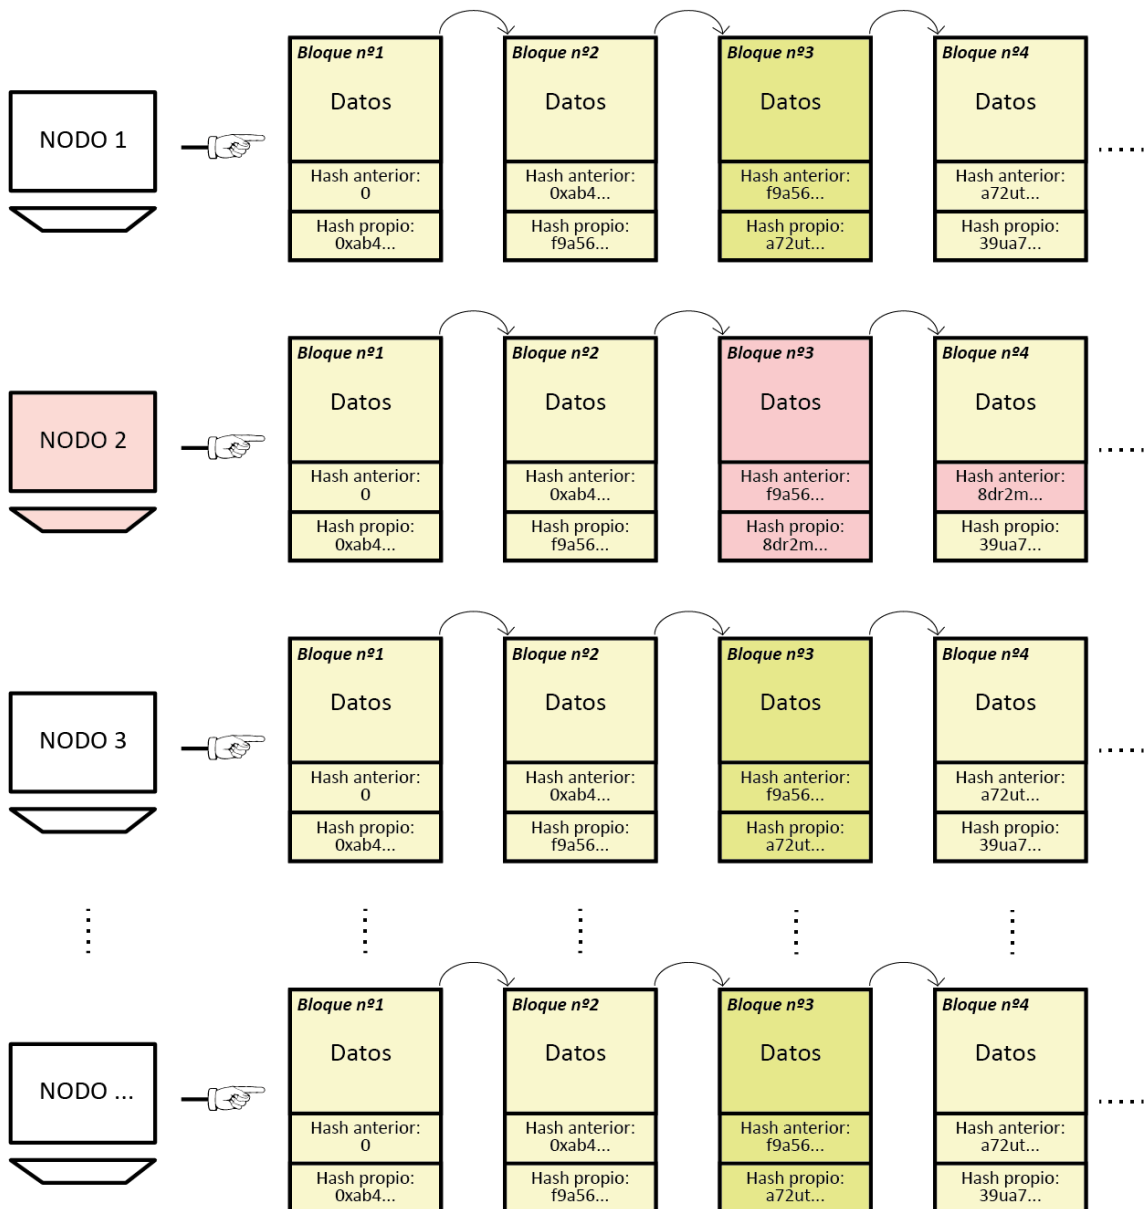 Bloque nº1
Bloque nº2
Bloque nº3
Bloque nº4
NODO 1
Datos
Datos
Datos
Datos
Hash anterior:
0
Hash anterior:
0xab4...
Hash anterior:
f9a56...
Hash anterior:
a72ut...
Hash propio:
0xab4...
Hash propio:
f9a56...
Hash propio:
a72ut...
Hash propio:
39ua7...
Bloque nº1
Bloque nº2
Bloque nº3
Bloque nº4
NODO 2
Datos
Datos
Datos
Datos
Hash anterior:
0
Hash anterior:
0xab4...
Hash anterior:
f9a56...
Hash anterior:
8dr2m...
Hash propio:
0xab4...
Hash propio:
f9a56...
Hash propio:
8dr2m...
Hash propio:
39ua7...
Bloque nº1
Bloque nº2
Bloque nº3
Bloque nº4
NODO 3
Datos
Datos
Datos
Datos
Hash anterior:
0
Hash anterior:
0xab4...
Hash anterior:
f9a56...
Hash anterior:
a72ut...
Hash propio:
0xab4...
Hash propio:
f9a56...
Hash propio:
a72ut...
Hash propio:
39ua7...
Bloque nº1
Bloque nº2
Bloque nº3
Bloque nº4
NODO ...
Datos
Datos
Datos
Datos
Hash anterior:
0
Hash anterior:
0xab4...
Hash anterior:
f9a56...
Hash anterior:
a72ut...
Hash propio:
0xab4...
Hash propio:
f9a56...
Hash propio:
a72ut...
Hash propio:
39ua7...